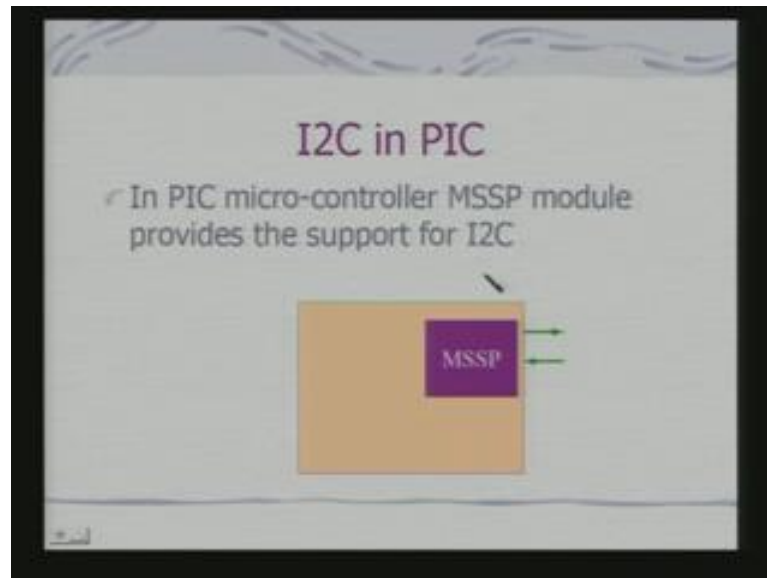 I2C in PIC
In PIC micro-controller MSSP module
provides the support for I2C
MSSP